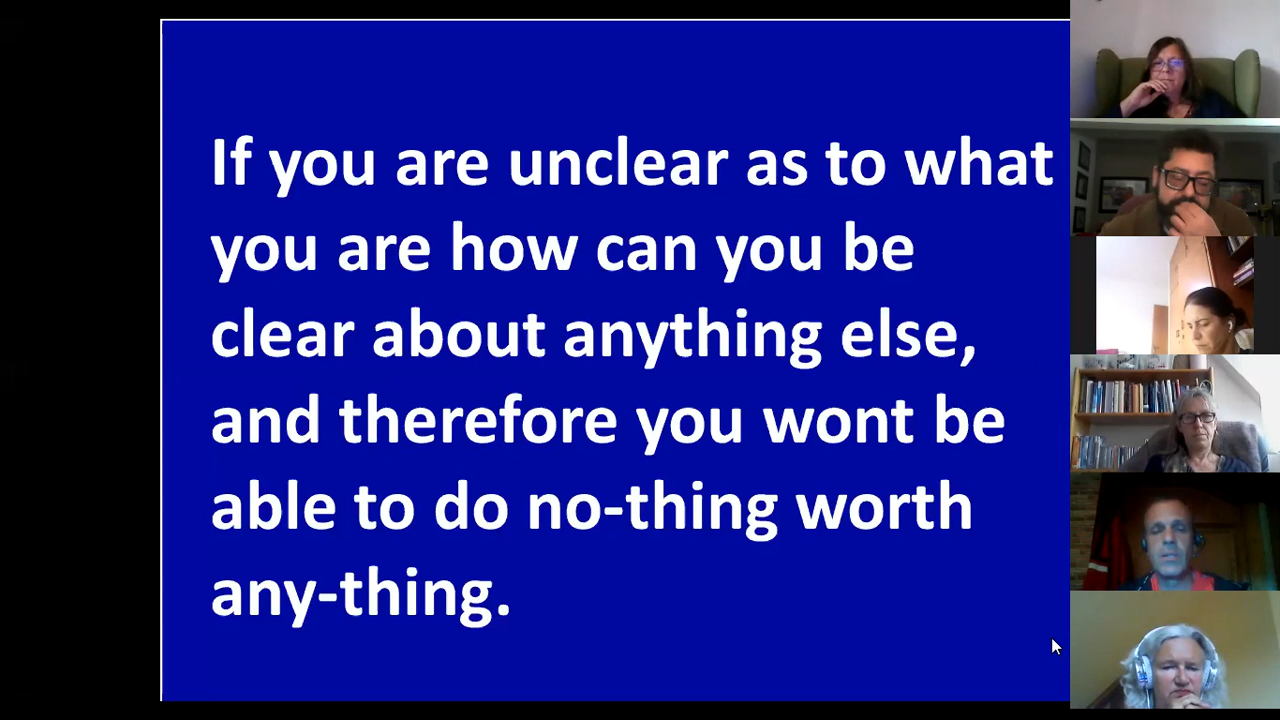 If you are unclear as to what
you are how can you be
clear about anything else,
and therefore you wont be
able to do no-thing worth
any-thing.